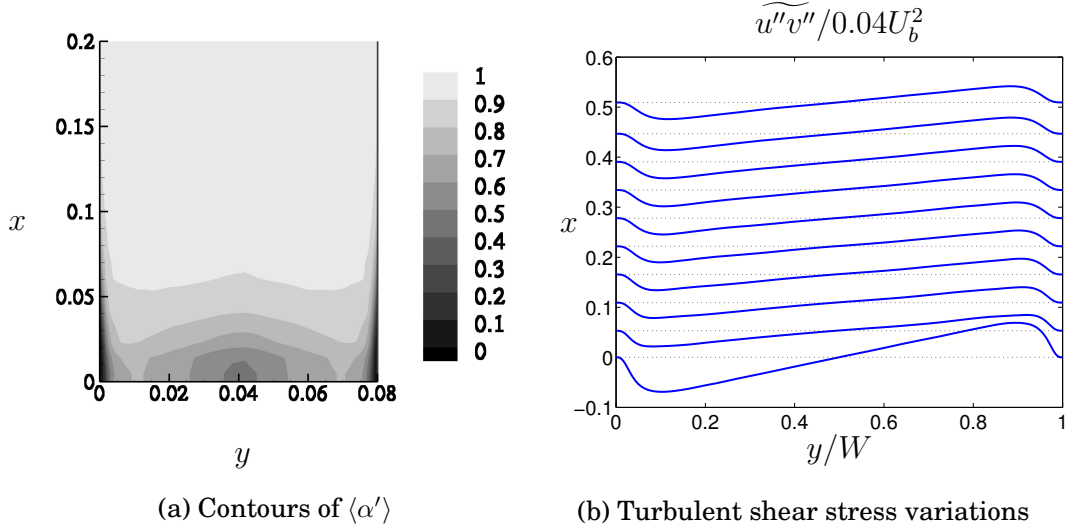 0.2
0.15
0.1
0.05
0
x
0 0.02 0.04 0.06 0.08
y
1
0.9
0.8
0.7
0.6
0.5
0.4
0.3
0.2
0.1
0
(a) Contours of ⟨α′⟩
u″v″/0.04U_b^2
0.6
0.5
0.4
0.3
0.2
0.1
0
−0.1
x
0 0.2 0.4 0.6 0.8 1
y/W
(b) Turbulent shear stress variations